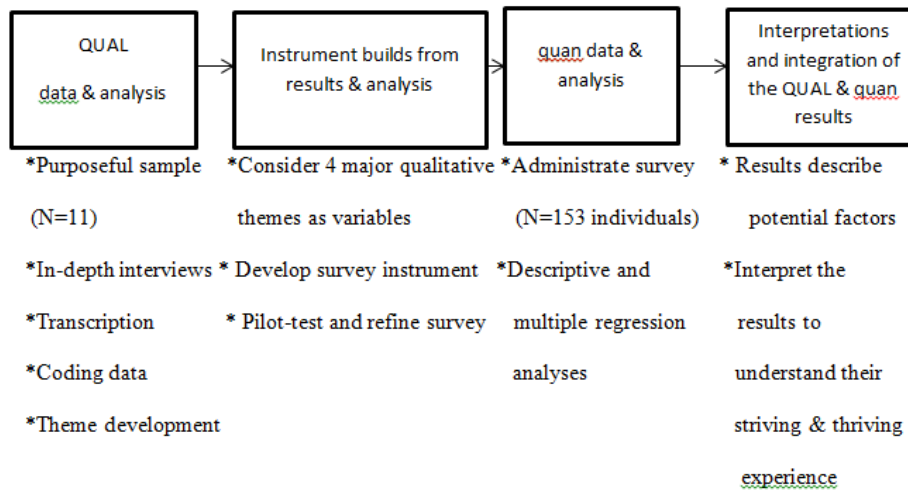 QUAL
data & analysis
Instrument builds from
results & analysis
quan data &
analysis
Interpretations
and integration of
the QUAL & quan
results
*Purposeful sample
(N=11)
*In-depth interviews
*Transcription
*Coding data
*Theme development
*Consider 4 major qualitative
themes as variables
* Develop survey instrument
* Pilot-test and refine survey
*Administrate survey
(N=153 individuals)
*Descriptive and
multiple regression
analyses
* Results describe
potential factors
*Interpret the
results to
understand their
striving & thriving
experience